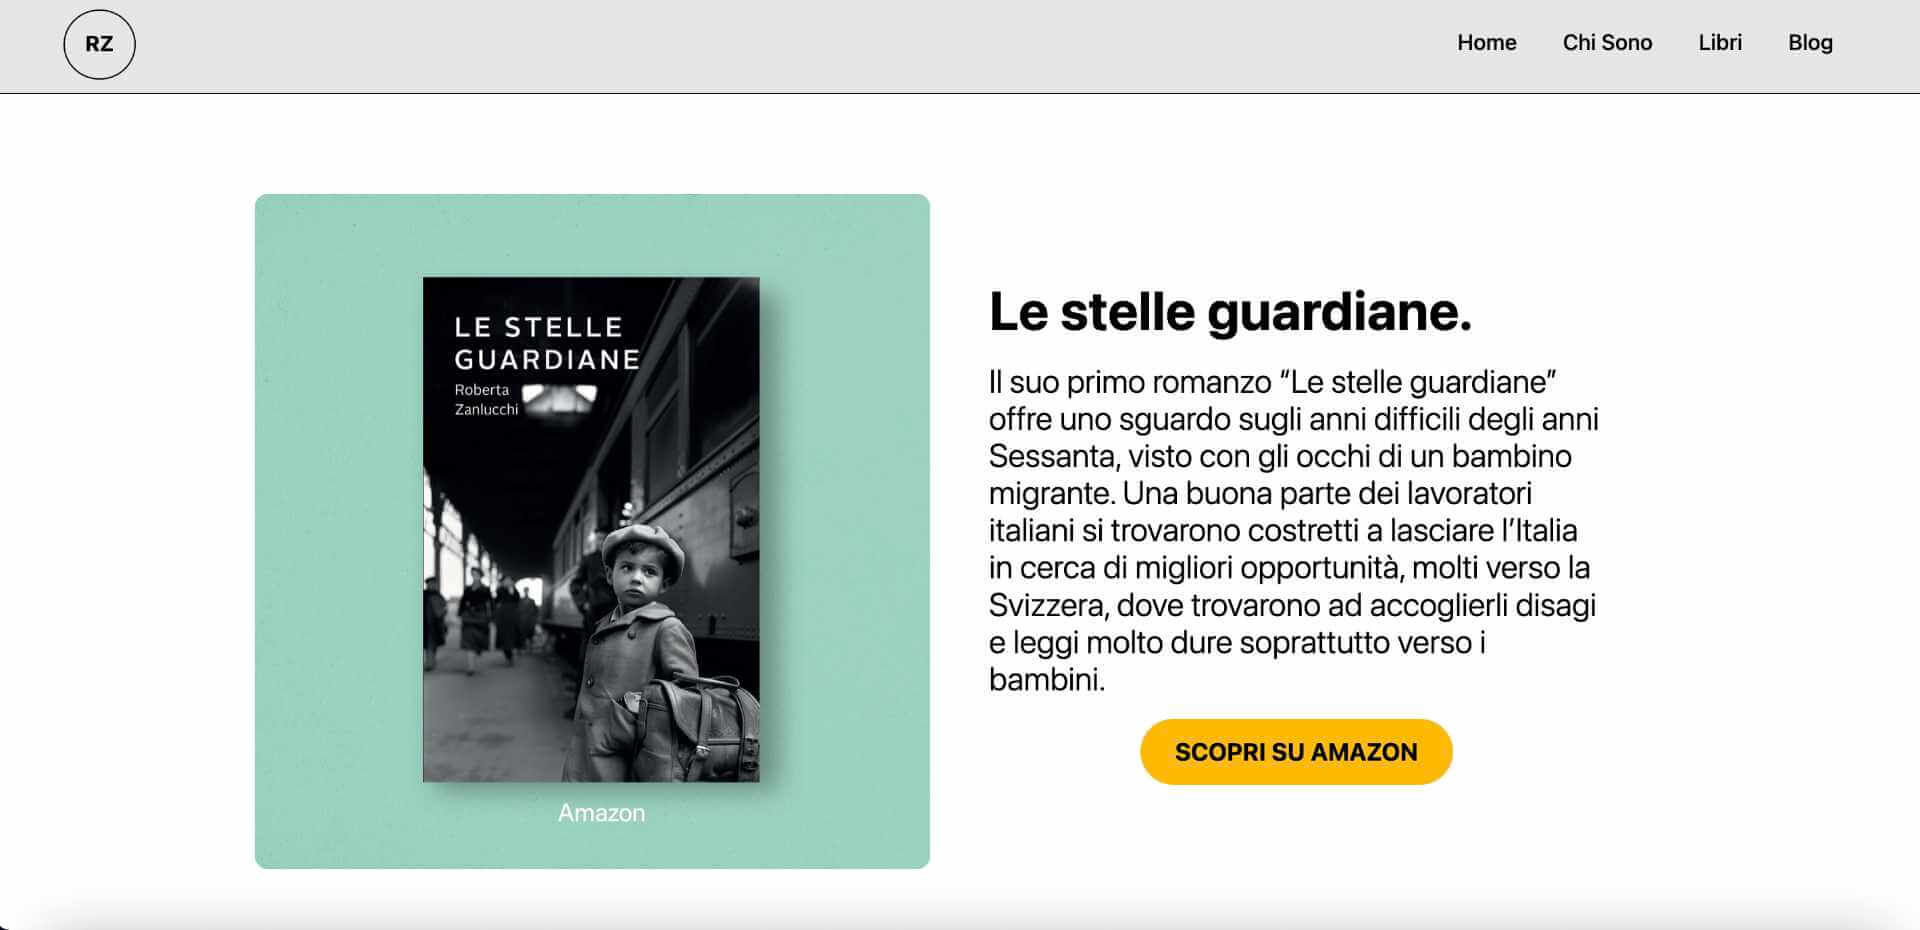 RZ
Home
Chi Sono
Libri
Blog
LE STELLE
GUARDIANE
Roberta
Zanlucchi
Amazon
Le stelle guardiane.
Il suo primo romanzo “Le stelle guardiane”
offre uno sguardo sugli anni difficili degli anni
Sessanta, visto con gli occhi di un bambino
migrante. Una buona parte dei lavoratori
italiani si trovarono costretti a lasciare l’Italia
in cerca di migliori opportunità, molti verso la
Svizzera, dove trovarono ad accoglierli disagi
e leggi molto dure soprattutto verso i
bambini.
SCOPRI SU AMAZON